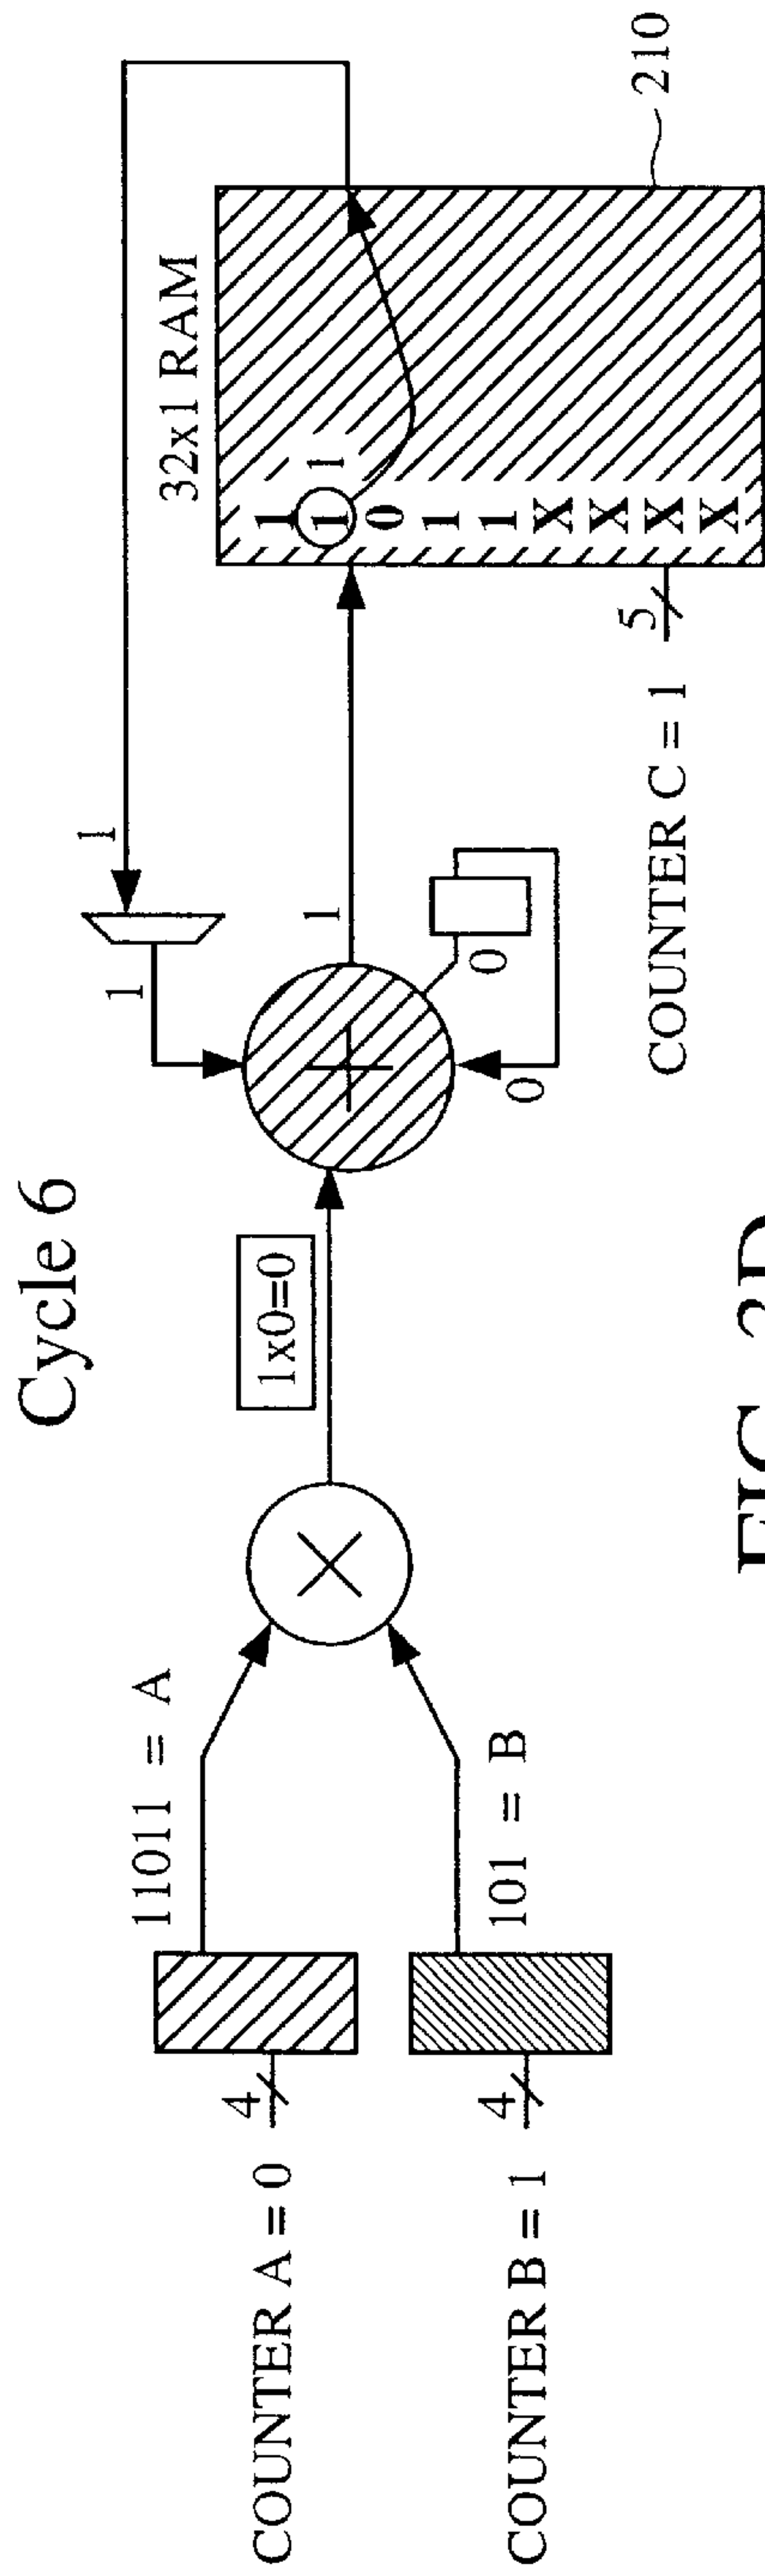 Cycle 6
COUNTER A = 0
4
11011 = A
COUNTER B = 1
4
101 = B
1x0=0
1
1
1
0
0
32x1 RAM
1
1
1
0
1
1
X
X
X
X
5
COUNTER C = 1
210